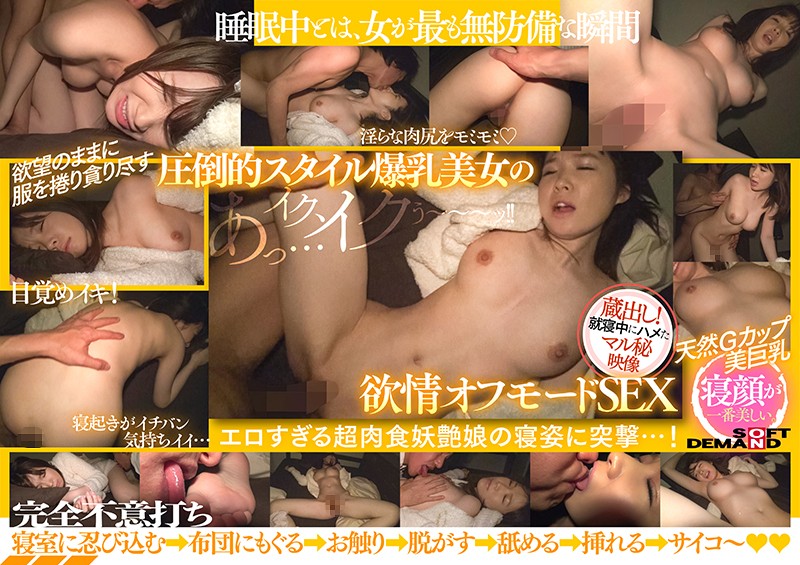 睡眠中とは、女が最も無防備な瞬間
淫らな肉尻をモミモミ♡
欲望のままに
服を捲り貪り尽す
圧倒的スタイル爆乳美女の
あっ…イクッイクぅ〜〜〜ッ!!
目覚めイキ!
蔵出し!
就寝中にハメた
マル秘
映像
天然Gカップ
美巨乳
寝顔が
一番美しい
寝起きがイチバン
気持ちイイ…
欲情オフモードSEX
SOFT ON
DEMAND
エロすぎる超肉食妖艶娘の寝姿に突撃…!
完全不意打ち
寝室に忍び込む➡布団にもぐる➡お触り➡脱がす➡舐める➡挿れる➡サイコ〜♥♥